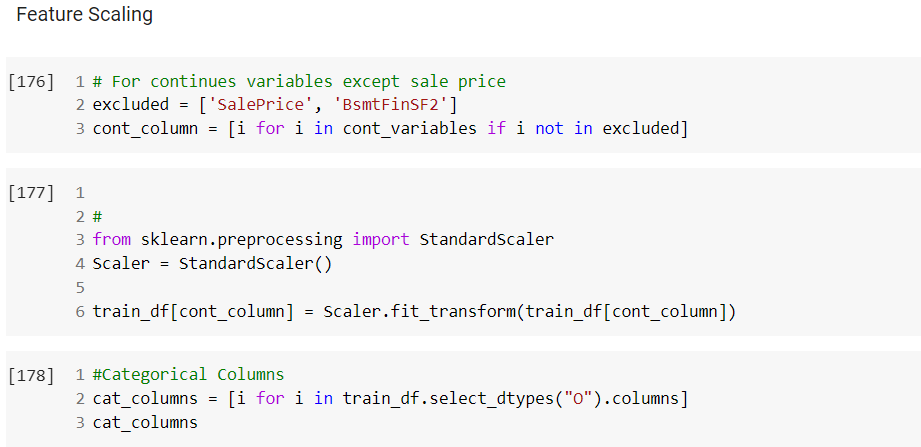 Feature Scaling
[176] 1 # For continues variables except sale price
2 excluded = ['SalePrice', 'BsmtFinSF2']
3 cont_column = [i for i in cont_variables if i not in excluded]
[177] 1
2 #
3 from sklearn.preprocessing import StandardScaler
4 Scaler = StandardScaler()
5
6 train_df[cont_column] = Scaler.fit_transform(train_df[cont_column])
[178] 1 #Categorical Columns
2 cat_columns = [i for i in train_df.select_dtypes("O").columns]
3 cat_columns